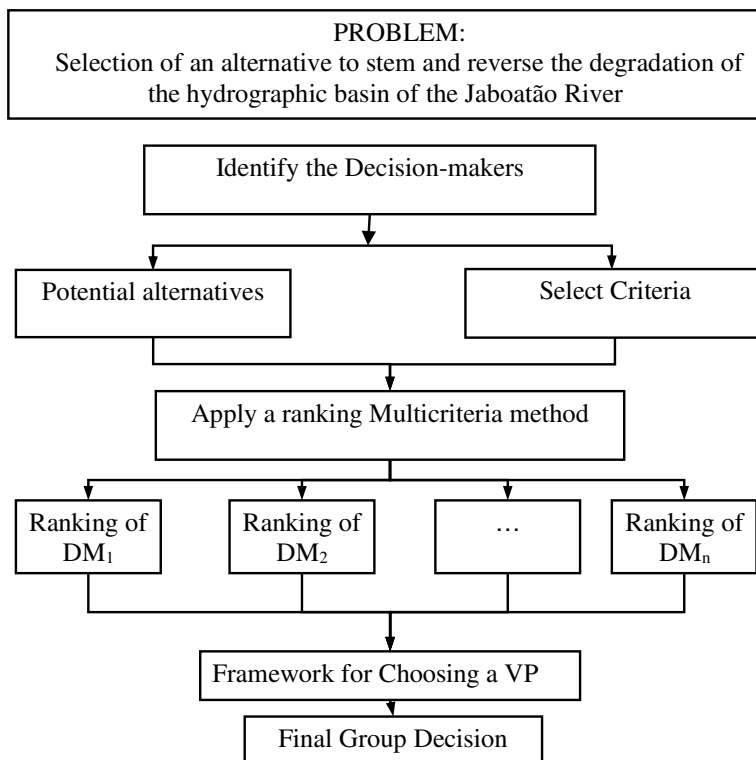 PROBLEM:
Selection of an alternative to stem and reverse the degradation of
the hydrographic basin of the Jaboatão River
Identify the Decision-makers
Potential alternatives
Select Criteria
Apply a ranking Multicriteria method
Ranking of
DM₁
Ranking of
DM₂
…
Ranking of
DMₙ
Framework for Choosing a VP
Final Group Decision